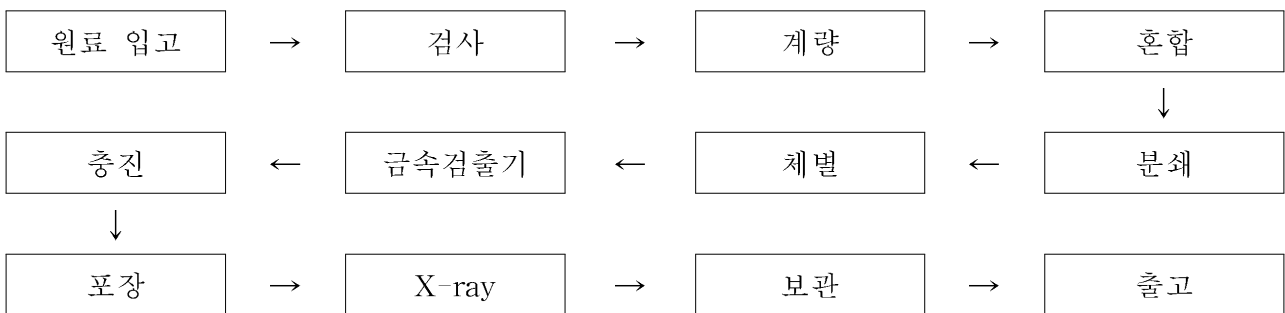 원료 입고 → 검사 → 계량 → 혼합
↓
충진 ← 금속검출기 ← 체별 ← 분쇄
↓
포장 → X-ray → 보관 → 출고